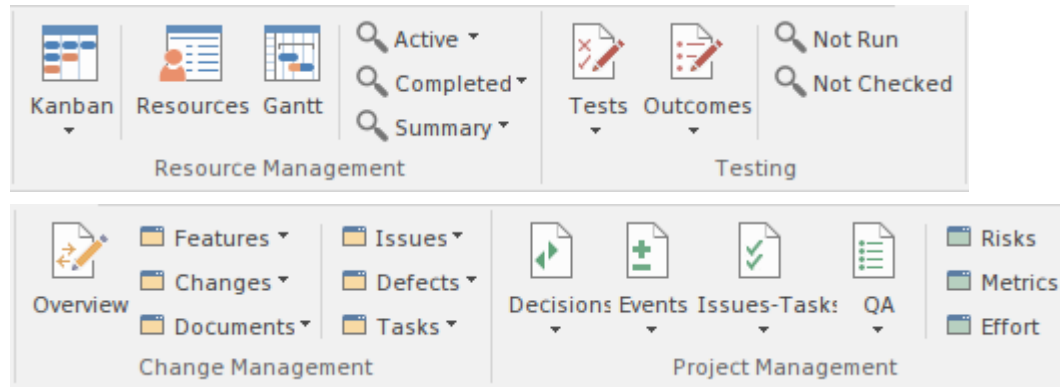 Kanban
Resources
Gantt
Active
Completed
Summary
Resource Management
Tests
Outcomes
Not Run
Not Checked
Testing
Overview
Features
Changes
Documents
Issues
Defects
Tasks
Change Management
Decisions
Events
Issues-Tasks
QA
Risks
Metrics
Effort
Project Management